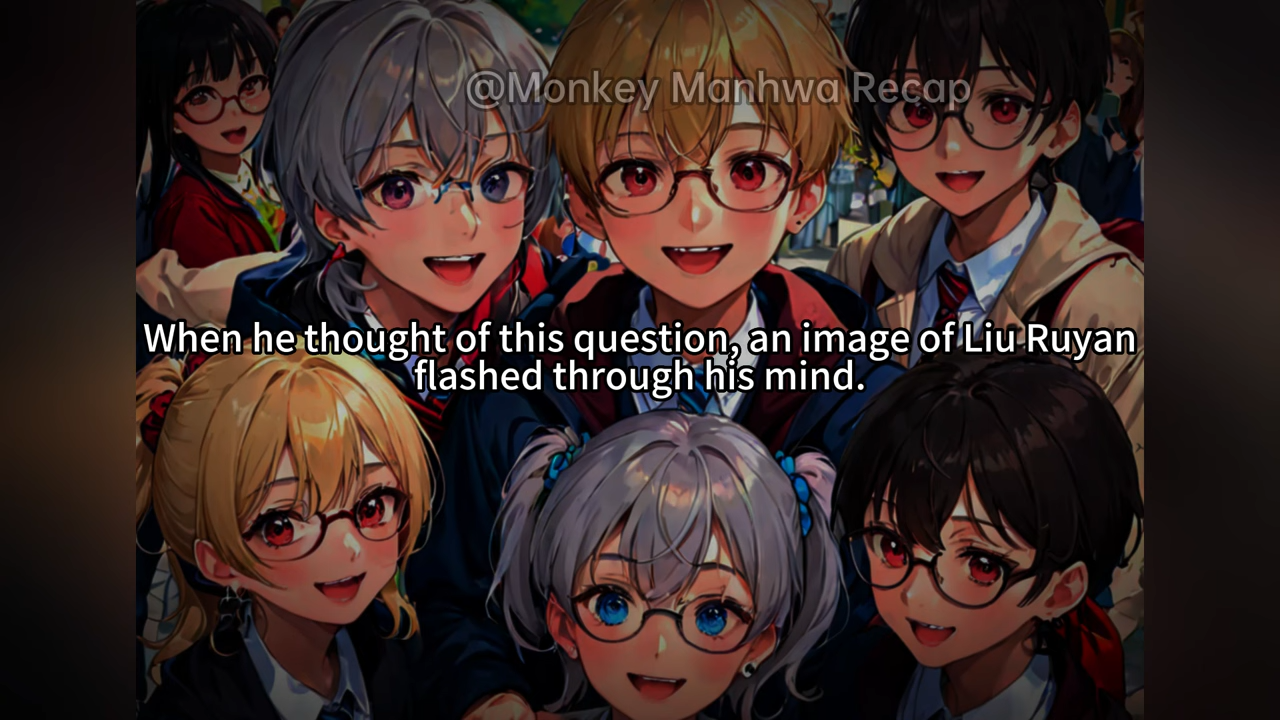 @Monkey Manhwa Recap
When he thought of this question, an image of Liu Ruyan
flashed through his mind.